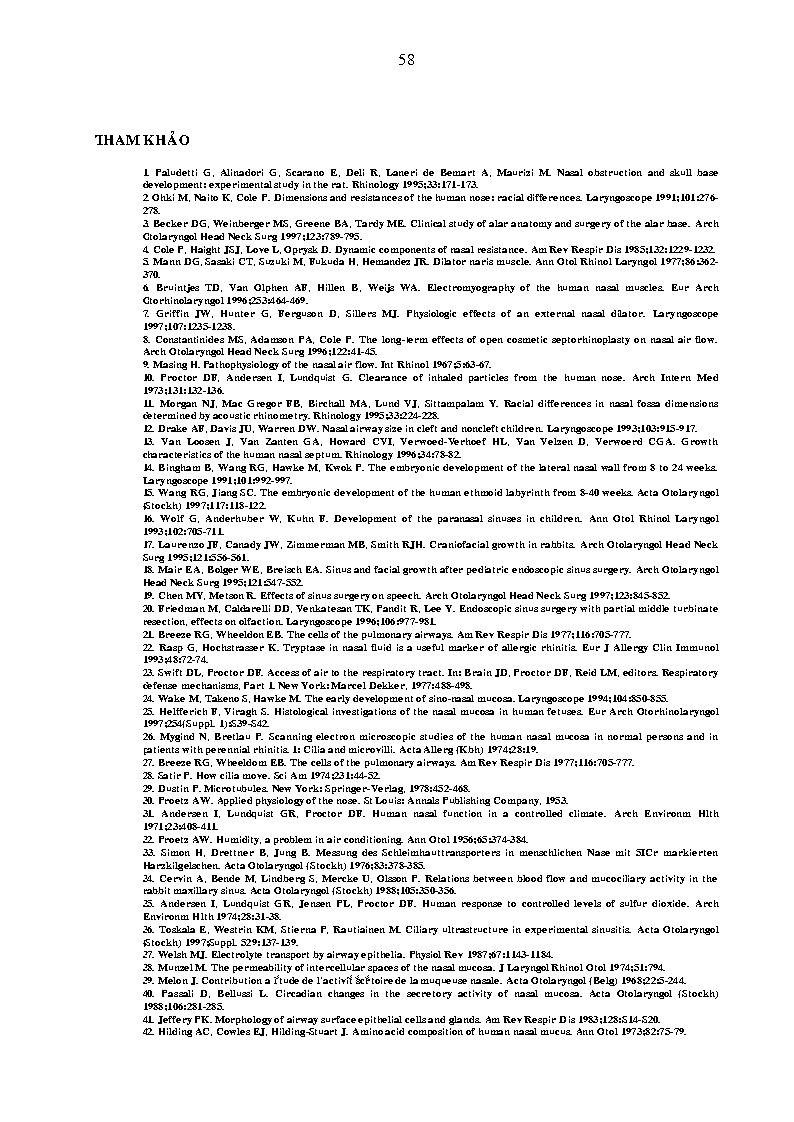 58
THAM KHẢO
1. Paludetti G, Alinadori G, Scarano E, Deli R, Laneri de Bemart A, Maurizi M. Nasal obstruction and skull base
development: experimental study in the rat. Rhinology 1995;33:171-173.
2. Ohki M, Naito K, Cole P. Dimensions and resistances of the human nose: racial differences. Laryngoscope 1991;101:276-
278.
3. Becker DG, Weinberger MS, Greene BA, Tardy ME. Clinical study of alar anatomy and surgery of the alar base. Arch
Otolaryngol Head Neck Surg 1997;123:789-795.
4. Cole P, Haight JSJ, Love L, Oprysk D. Dynamic components of nasal resistance. Am Rev Respir Dis 1985;132:1229-1232.
5. Mann DG, Sasaki CT, Suzuki M, Fukuda H, Hernandez JR. Dilator naris muscle. Ann Otol Rhinol Laryngol 1977;86:362-
370.
6. Bruintjes TD, Van Olphen AF, Hillen B, Weijs WA. Electromyography of the human nasal muscles. Eur Arch
Otorhinolaryngol 1996;253:464-469.
7. Griffin JW, Hunter G, Ferguson D, Sillers MJ. Physiologic effects of an external nasal dilator. Laryngoscope
1997;107:1235-1238.
8. Constantinides MS, Adamson PA, Cole P. The long-term effects of open cosmetic septorhinoplasty on nasal air flow.
Arch Otolaryngol Head Neck Surg 1996;122:41-45.
9. Masing H. Pathophysiology of the nasal air flow. Int Rhinol 1967;5:63-67.
10. Proctor DF, Andersen I, Lundquist G. Clearance of inhaled particles from the human nose. Arch Intern Med
1973;131:132-136.
11. Morgan NJ, Mac Gregor FB, Birchall MA, Lund VJ, Sittampalam Y. Racial differences in nasal fossa dimensions
determined by acoustic rhinometry. Rhinology 1995;33:224-228.
12. Drake AF, Davis JU, Warren DW. Nasal airway size in cleft and noncleft children. Laryngoscope 1993;103:915-917.
13. Van Loosen J, Van Zanten GA, Howard CVI, Verwoed-Verhoef HL, Van Velzen D, Verwoerd CGA. Growth
characteristics of the human nasal septum. Rhinology 1996;34:78-82.
14. Bingham B, Wang RG, Hawke M, Kwok P. The embryonic development of the lateral nasal wall from 8 to 24 weeks.
Laryngoscope 1991;101:992-997.
15. Wang RG, Jiang SC. The embryonic development of the human ethmoid labyrinth from 8-40 weeks. Acta Otolaryngol
(Stockh) 1997;117:118-122.
16. Wolf G, Anderhuber W, Kuhn F. Development of the paranasal sinuses in children. Ann Otol Rhinol Laryngol
1993;102:705-711.
17. Laurenzo JF, Canady JW, Zimmerman MB, Smith RJH. Craniofacial growth in rabbits. Arch Otolaryngol Head Neck
Surg 1995;121:556-561.
18. Mair EA, Bolger WE, Breisch EA. Sinus and facial growth after pediatric endoscopic sinus surgery. Arch Otolaryngol
Head Neck Surg 1995;121:547-552.
19. Chen MY, Metson R. Effects of sinus surgery on speech. Arch Otolaryngol Head Neck Surg 1997;123:845-852.
20. Friedman M, Caldarelli DD, Venkatesan TK, Pandit R, Lee Y. Endoscopic sinus surgery with partial middle turbinate
resection, effects on olfaction. Laryngoscope 1996;106:977-981.
21. Breeze RG, Wheeldon EB. The cells of the pulmonary airways. Am Rev Respir Dis 1977;116:705-777.
22. Rasp G, Hochstrasser K. Tryptase in nasal fluid is a useful marker of allergic rhinitis. Eur J Allergy Clin Immunol
1993;48:72-74.
23. Swift DL, Proctor DF. Access of air to the respiratory tract. In: Brain JD, Proctor DF, Reid LM, editors. Respiratory
defense mechanisms, Part 1. New York: Marcel Dekker, 1977:488-498.
24. Wake M, Takeno S, Hawke M. The early development of sino-nasal mucosa. Laryngoscope 1994;104:850-855.
25. Helfferich F, Viragh S. Histological investigations of the nasal mucosa in human fetuses. Eur Arch Otorhinolaryngol
1997;254(Suppl. 1):S39-S42.
26. Mygind N, Bretlau P. Scanning electron microscopic studies of the human nasal mucosa in normal persons and in
patients with perennial rhinitis. 1: Cilia and microvilli. Acta Allerg (Kbh) 1974;28:19.
27. Breeze RG, Wheeldom EB. The cells of the pulmonary airways. Am Rev Respir Dis 1977;116:705-777.
28. Satir P. How cilia move. Sci Am 1974;231:44-52.
29. Dustin P. Microtubules. New York: Springer-Verlag, 1978:452-468.
30. Proetz AW. Applied physiology of the nose. St Louis: Annals Publishing Company, 1953.
31. Andersen I, Lundquist GR, Proctor DF. Human nasal function in a controlled climate. Arch Environm Hlth
1971;23:408-411.
32. Proetz AW. Humidity, a problem in air conditioning. Ann Otol 1956;65:374-384.
33. Simon H, Drettner B, Jung B. Messung des Schleimhauttransporters in menschlichen Nase mit 51Cr markierten
Harzkilgelschen. Acta Otolaryngol (Stockh) 1976;83:378-385.
34. Cervin A, Bende M, Lindberg S, Mercke U, Olsson P. Relations between blood flow and mucociliary activity in the
rabbit maxillary sinus. Acta Otolaryngol (Stockh) 1988;105:350-356.
35. Andersen I, Lundquist GR, Jensen PL, Proctor DF. Human response to controlled levels of sulfur dioxide. Arch
Environm Hlth 1974;28:31-38.
36. Toskala E, Westrin KM, Stierna P, Rautiainen M. Ciliary ultrastructure in experimental sinusitis. Acta Otolaryngol
(Stockh) 1997;Suppl. 529:137-139.
37. Welsh MJ. Electrolyte transport by airway epithelia. Physiol Rev 1987;67:1143-1184.
38. Munzel M. The permeability of intercellular spaces of the nasal mucosa. J Laryngol Rhinol Otol 1974;51:794.
39. Melon J. Contribution a de la muqueuse nasale. Acta Otolaryngol (Belg) 1968;22:5-244.
40. Passali D, Bellussi L. Circadian changes in the secretory activity of nasal mucosa. Acta Otolaryngol (Stockh)
1988;106:281-285.
41. Jeffery PK. Morphology of airway surface epithelial cells and glands. Am Rev Respir Dis 1983;128:S14-S20.
42. Hilding AC, Cowles EJ, Hilding-Stuart J. Amino acid composition of human nasal mucus. Ann Otol 1973;82:75-79.